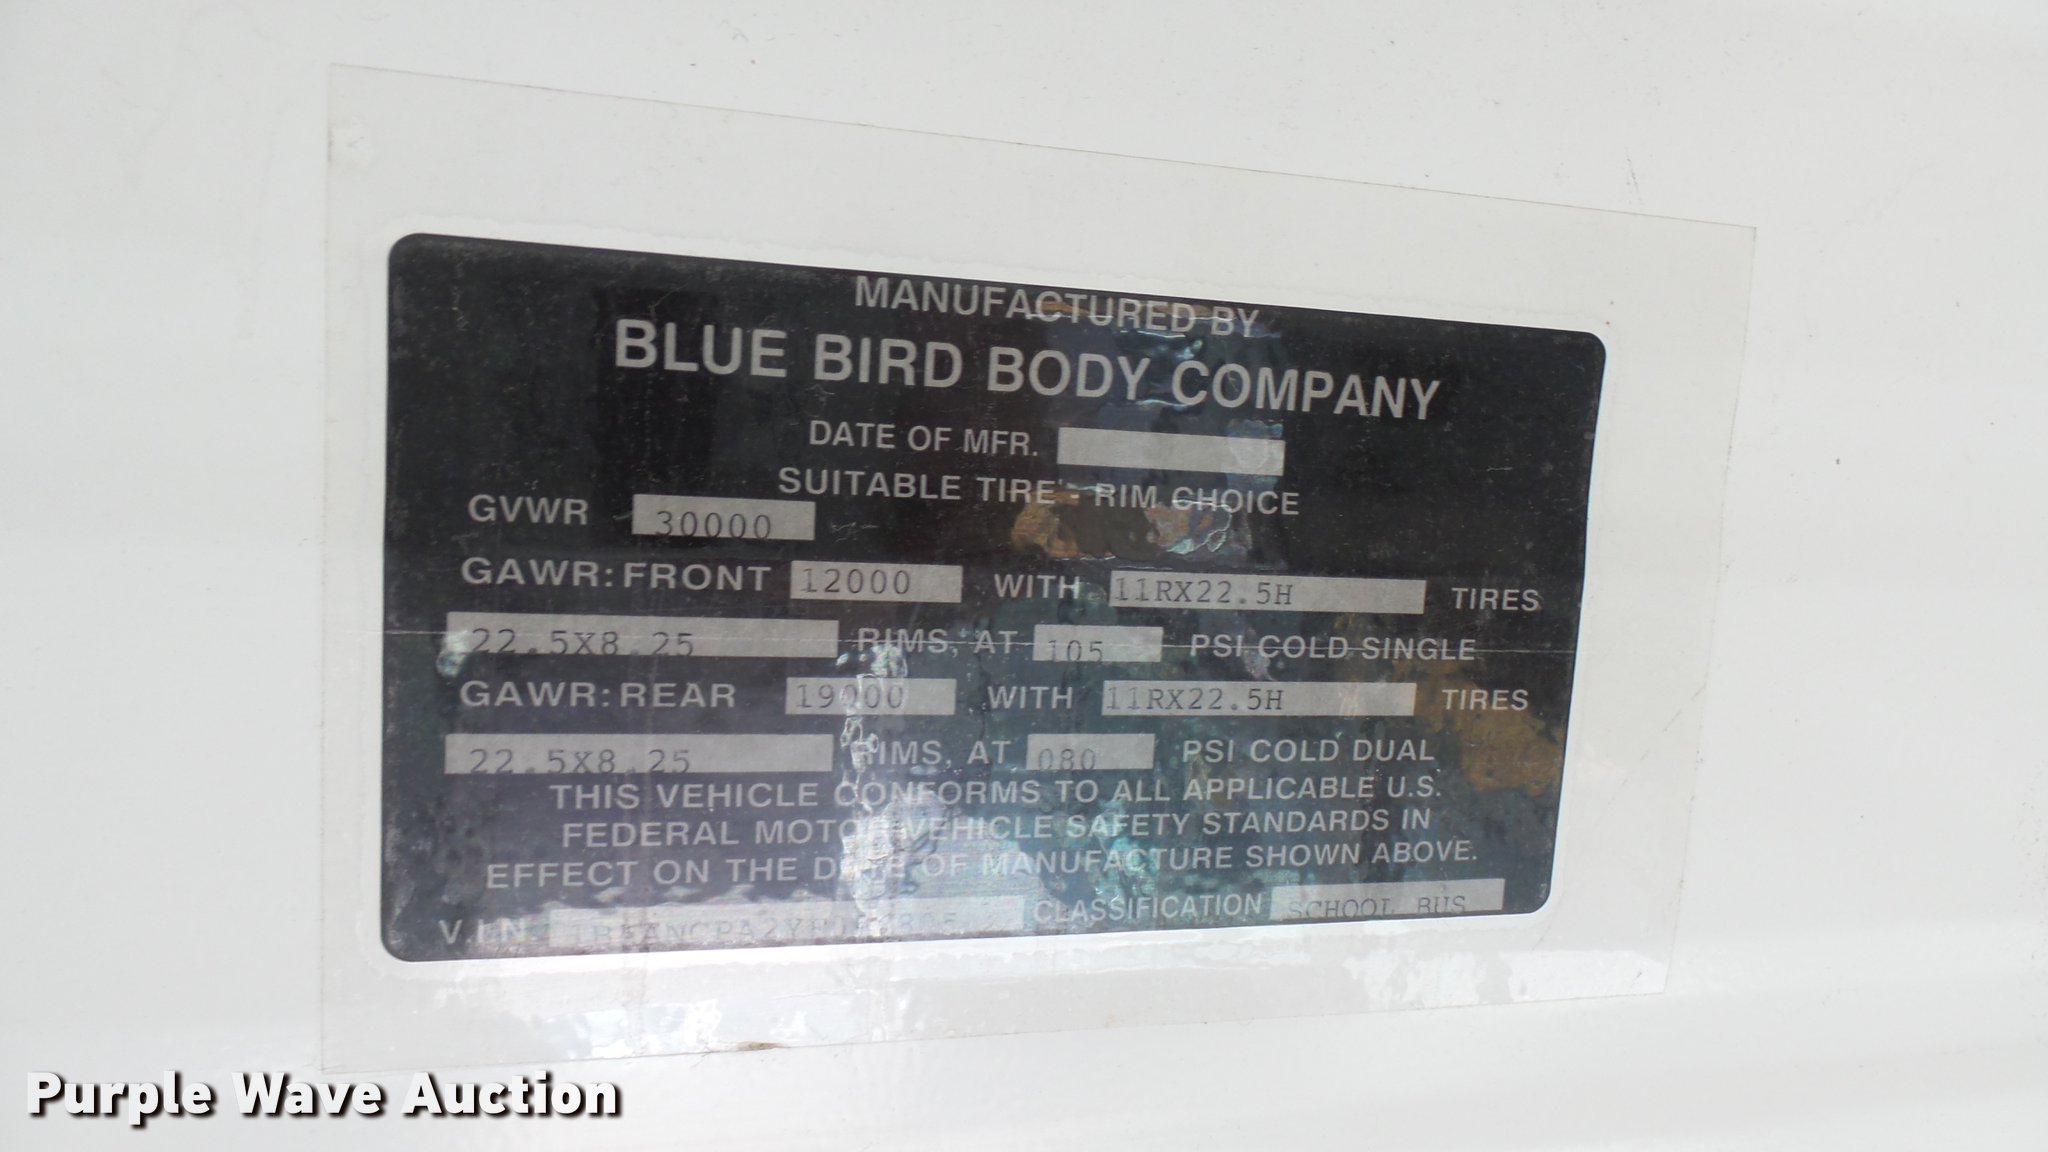 MANUFACTURED BY
BLUE BIRD BODY COMPANY
DATE OF MFR.
SUITABLE TIRE - RIM CHOICE
GVWR 30000
GAWR: FRONT 12000 WITH 11RX22.5H TIRES
22.5X8.25 RIMS, AT 105 PSI COLD SINGLE
GAWR: REAR 19000 WITH 11RX22.5H TIRES
22.5X8.25 RIMS, AT 080 PSI COLD DUAL
THIS VEHICLE CONFORMS TO ALL APPLICABLE U.S.
FEDERAL MOTOR VEHICLE SAFETY STANDARDS IN
EFFECT ON THE DATE OF MANUFACTURE SHOWN ABOVE.
VIN CLASSIFICATION SCHOOL BUS
Purple Wave Auction